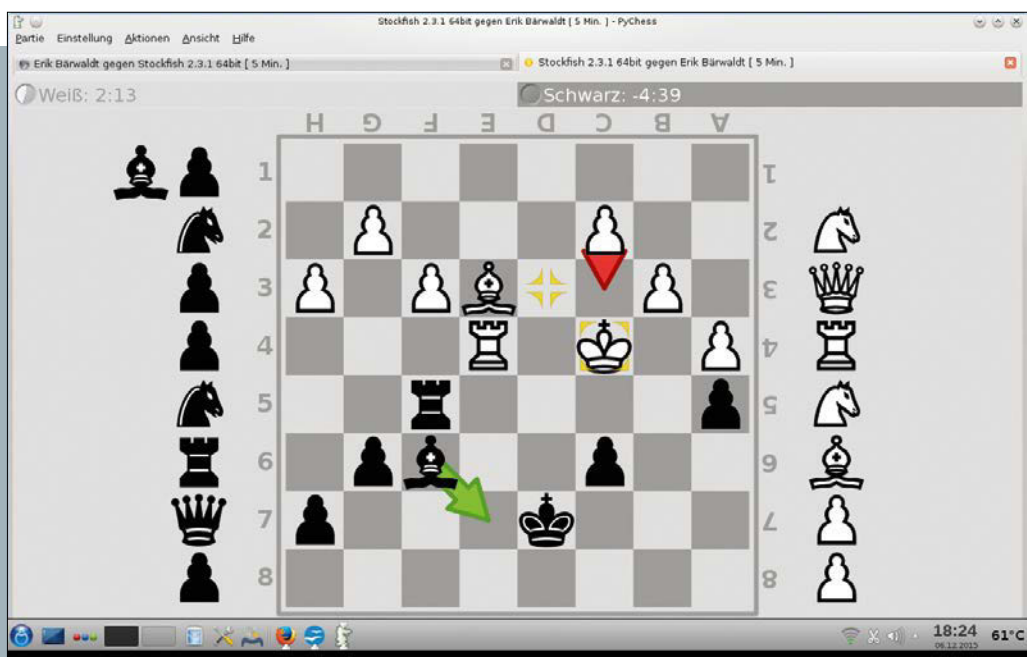 Stockfish 2.3.1 64bit gegen Erik Bärwaldt [ 5 Min. ] - PyChess
Partie Einstellung Aktionen Ansicht Hilfe
Erik Bärwaldt gegen Stockfish 2.3.1 64bit [ 5 Min. ]
Stockfish 2.3.1 64bit gegen Erik Bärwaldt [ 5 Min. ]
Weiß: 2:13
Schwarz: -4:39
H G F E D C B A
1 1
2 2
3 3
4 4
5 5
6 6
7 7
8 8
18:24 61°C
06.12.2015